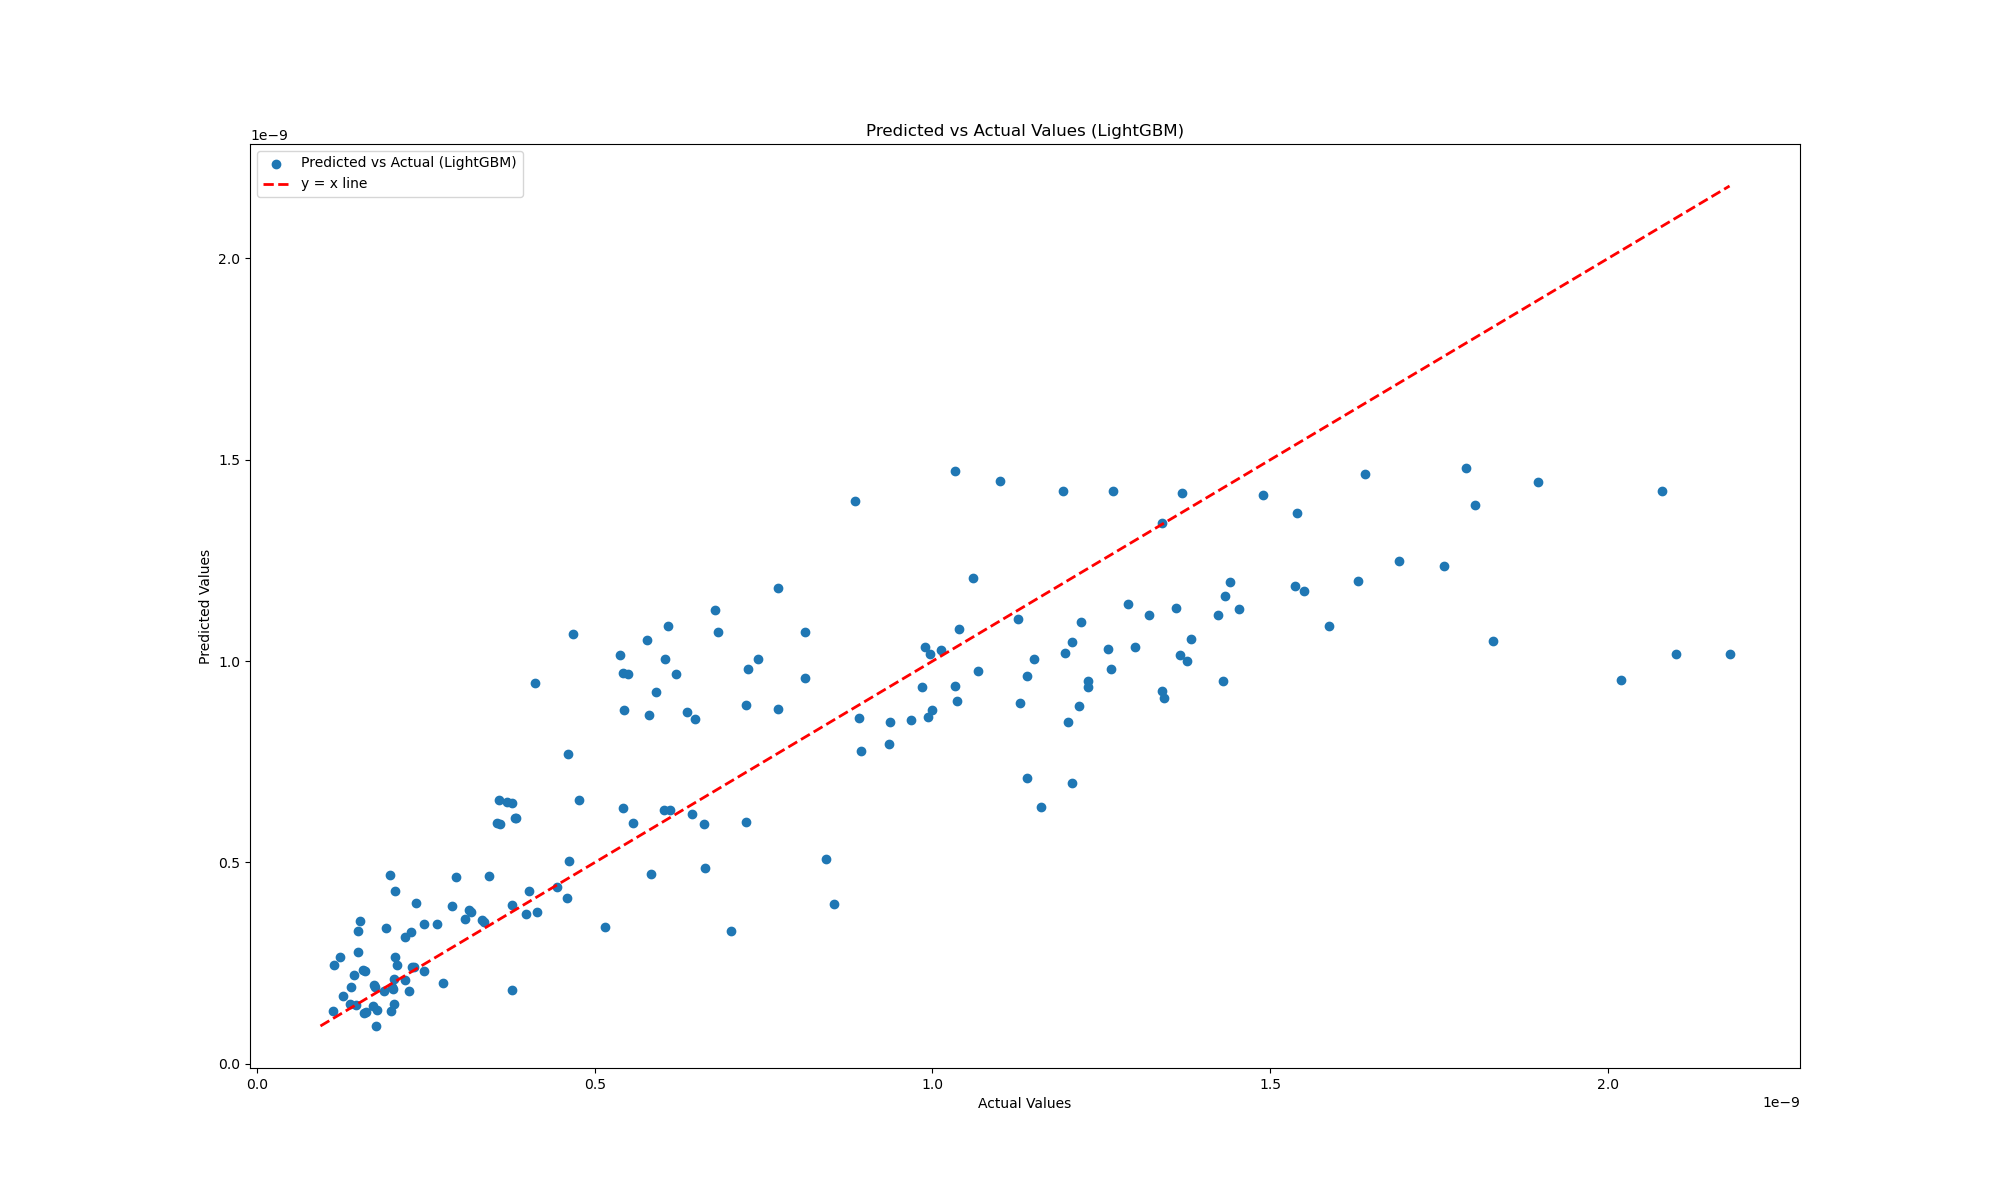 Predicted vs Actual Values (LightGBM)
1e−9
Predicted vs Actual (LightGBM)
y = x line
2.0
1.5
1.0
0.5
0.0
Predicted Values
0.0 0.5 1.0 1.5 2.0
Actual Values
1e−9